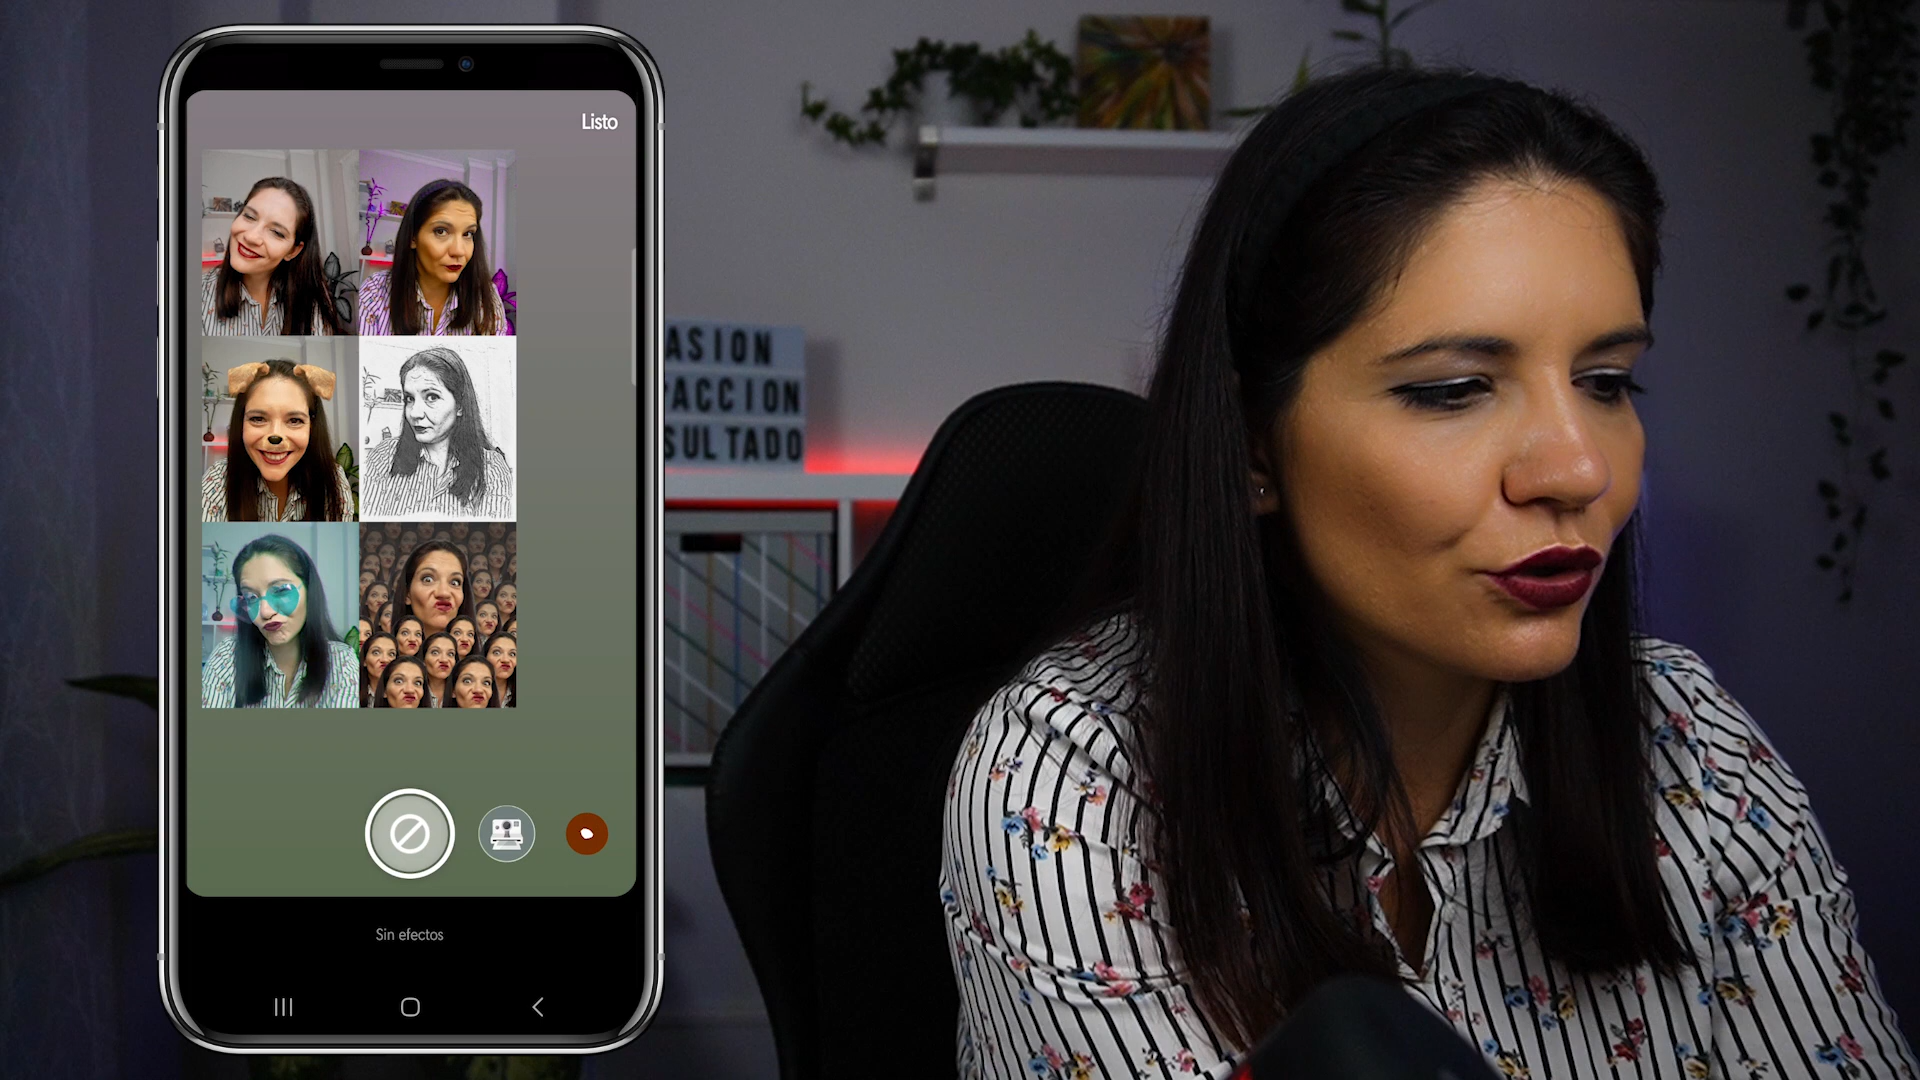 Listo
ASION
ACCION
SULTADO
Sin efectos